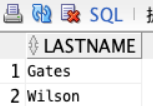 SQL
LASTNAME
1 Gates
2 Wilson